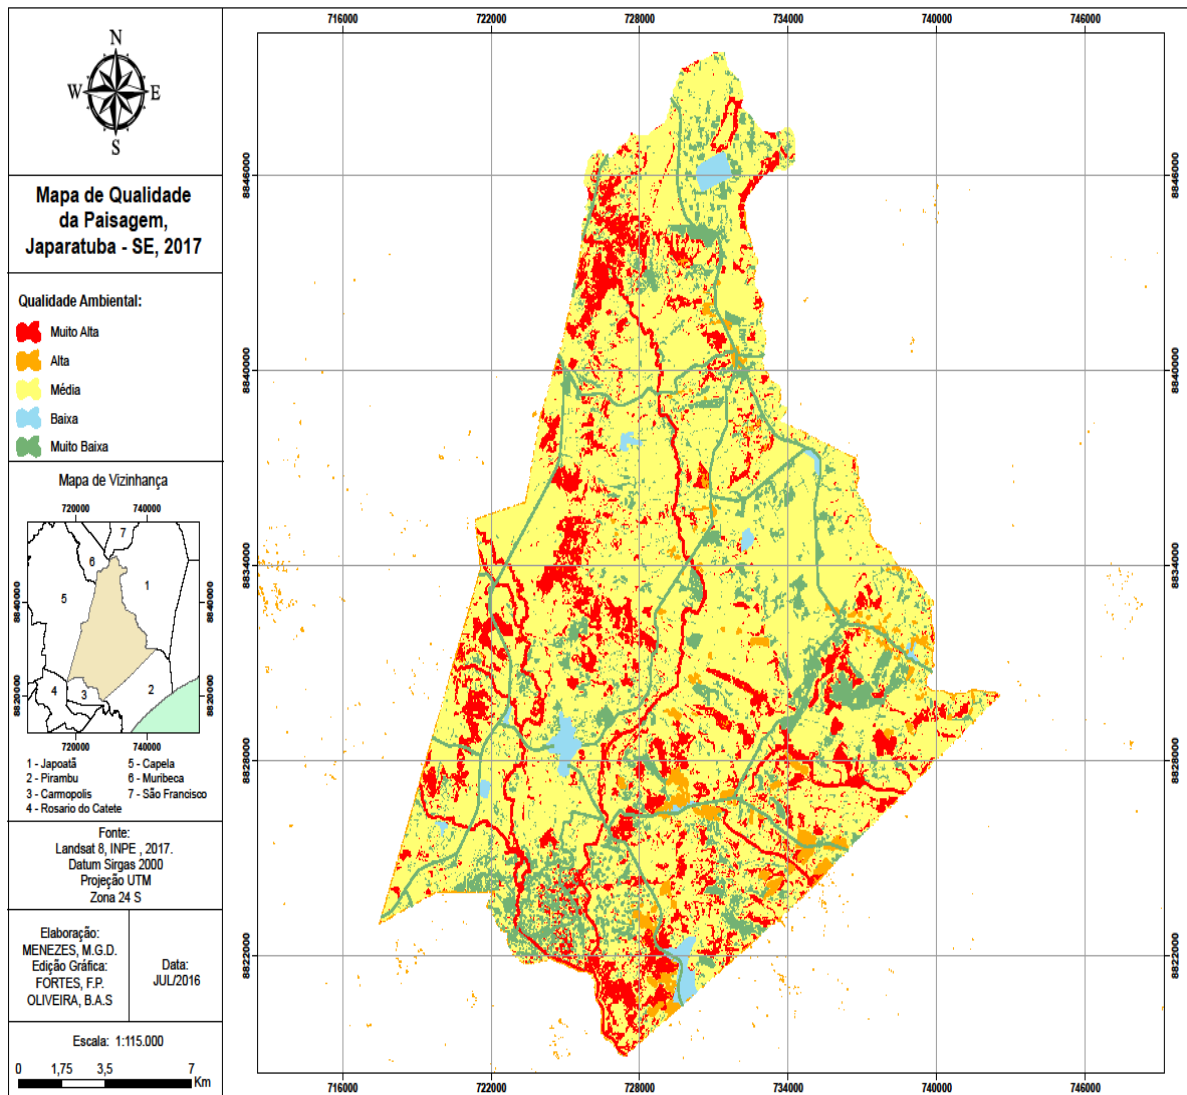 N
W E
S
Mapa de Qualidade
da Paisagem,
Japaratuba - SE, 2017
Qualidade Ambiental:
Muito Alta
Alta
Média
Baixa
Muito Baixa
Mapa de Vizinhança
720000 740000
7
6
1
5
8840000 8840000
4
3
2
8820000 8820000
720000 740000
1 - Japoatã 5 - Capela
2 - Pirambu 6 - Muribeca
3 - Carmopolis 7 - São Francisco
4 - Rosario do Catete
Fonte:
Landsat 8, INPE , 2017.
Datum Sirgas 2000
Projeção UTM
Zona 24 S
Elaboração:
MENEZES, M.G.D.
Edição Gráfica:
FORTES, F.P.
OLIVEIRA, B.A.S
Data:
JUL/2016
Escala: 1:115.000
0 1,75 3,5 7
Km
716000 722000 728000 734000 740000 746000
8846000 8846000
8840000 8840000
8834000 8834000
8828000 8828000
8822000 8822000
716000 722000 728000 734000 740000 746000